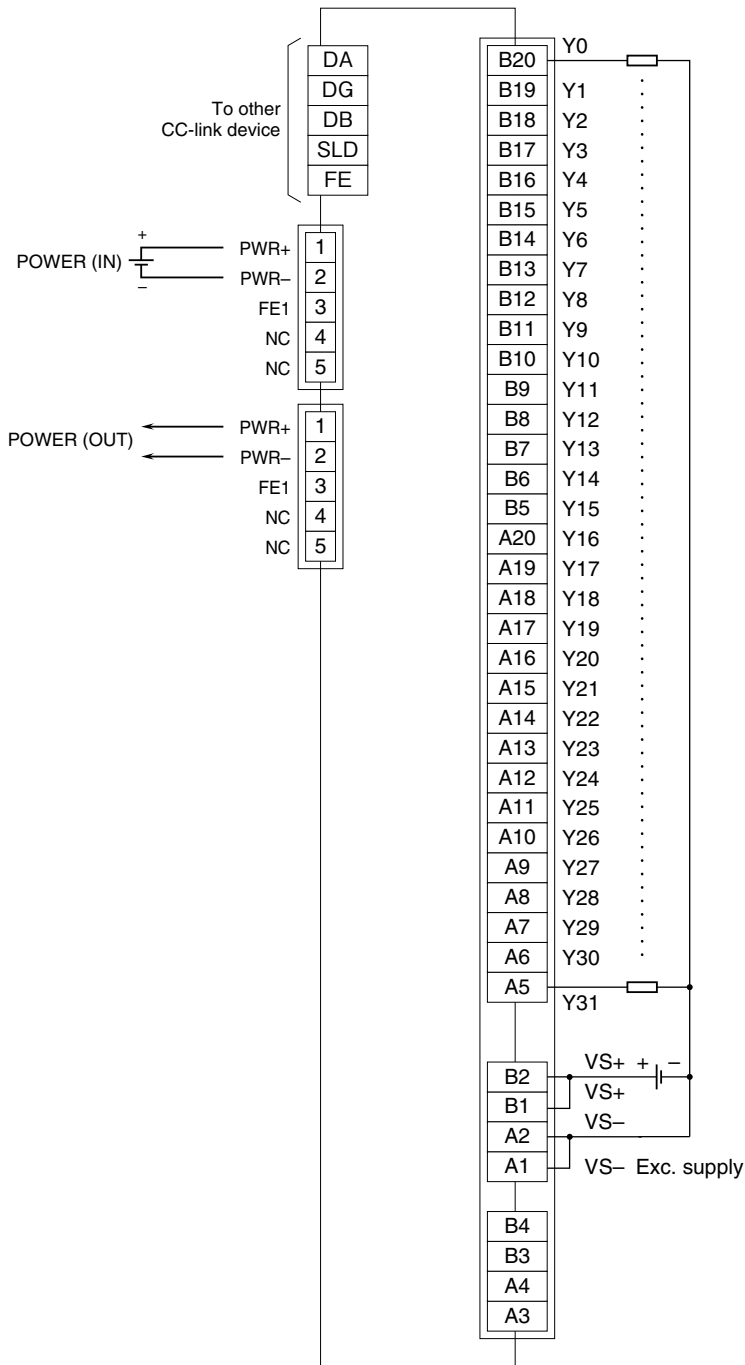 To other
CC-link device
DA
DG
DB
SLD
FE
POWER (IN)
+
–
PWR+ 1
PWR– 2
FE1 3
NC 4
NC 5
POWER (OUT)
PWR+ 1
PWR– 2
FE1 3
NC 4
NC 5
B20 Y0
B19 Y1
B18 Y2
B17 Y3
B16 Y4
B15 Y5
B14 Y6
B13 Y7
B12 Y8
B11 Y9
B10 Y10
B9 Y11
B8 Y12
B7 Y13
B6 Y14
B5 Y15
A20 Y16
A19 Y17
A18 Y18
A17 Y19
A16 Y20
A15 Y21
A14 Y22
A13 Y23
A12 Y24
A11 Y25
A10 Y26
A9 Y27
A8 Y28
A7 Y29
A6 Y30
A5 Y31
B2 VS+ + –
B1 VS+
A2 VS–
A1 VS– Exc. supply
B4
B3
A4
A3